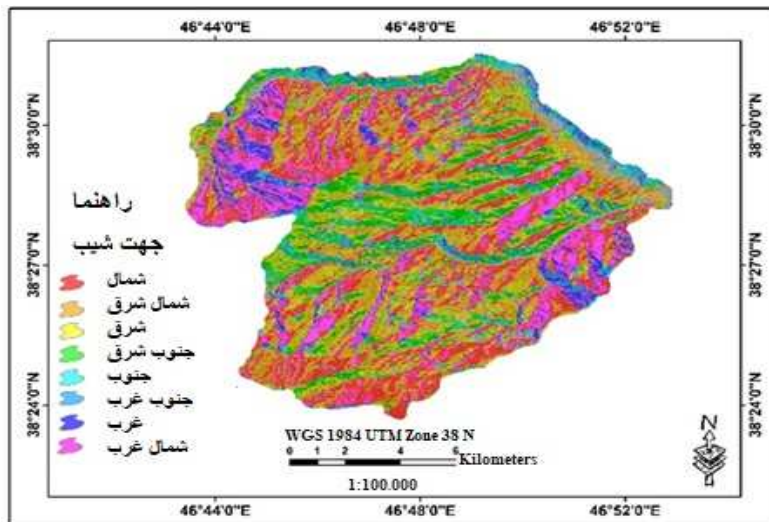 46°44'0"E 46°48'0"E 46°52'0"E
38°30'0"N 38°30'0"N
38°27'0"N 38°27'0"N
38°24'0"N 38°24'0"N
راهنما
جهت شیب
شمال
شمال شرق
شرق
جنوب شرق
جنوب
جنوب غرب
غرب
شمال غرب
WGS 1984 UTM Zone 38 N
0 1 2 4 6
Kilometers
1:100.000
N
46°44'0"E 46°48'0"E 46°52'0"E